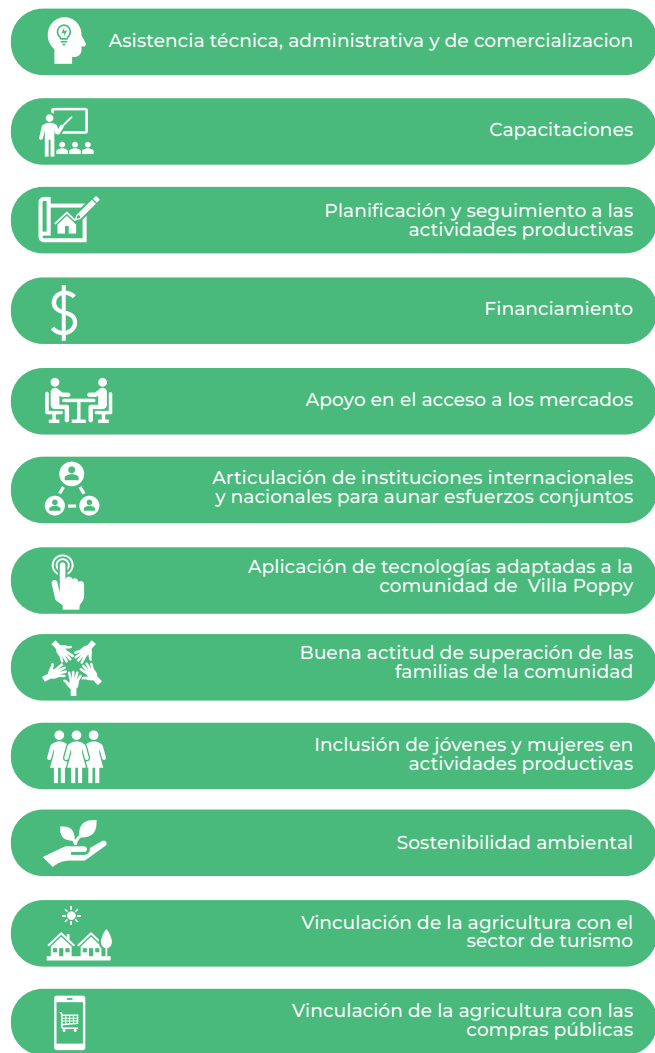 Asistencia técnica, administrativa y de comercializacion
Capacitaciones
Planificación y seguimiento a las
actividades productivas
Financiamiento
Apoyo en el acceso a los mercados
Articulación de instituciones internacionales
y nacionales para aunar esfuerzos conjuntos
Aplicación de tecnologías adaptadas a la
comunidad de  Villa Poppy
Buena actitud de superación de las
familias de la comunidad
Inclusión de jóvenes y mujeres en
actividades productivas
Sostenibilidad ambiental
Vinculación de la agricultura con el
sector de turismo
Vinculación de la agricultura con las
compras públicas